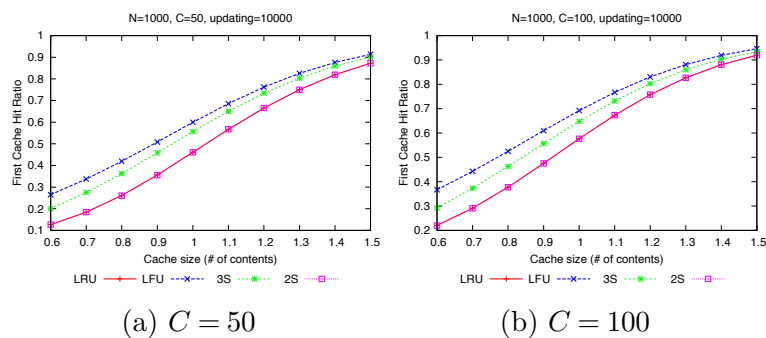 N=1000, C=50, updating=10000
1
0.9
0.8
0.7
0.6
0.5
0.4
0.3
0.2
0.1
First Cache Hit Ratio
0.6 0.7 0.8 0.9 1 1.1 1.2 1.3 1.4 1.5
Cache size (# of contents)
LRU LFU 3S 2S
(a) C = 50
N=1000, C=100, updating=10000
1
0.9
0.8
0.7
0.6
0.5
0.4
0.3
0.2
First Cache Hit Ratio
0.6 0.7 0.8 0.9 1 1.1 1.2 1.3 1.4 1.5
Cache size (# of contents)
LRU LFU 3S 2S
(b) C = 100